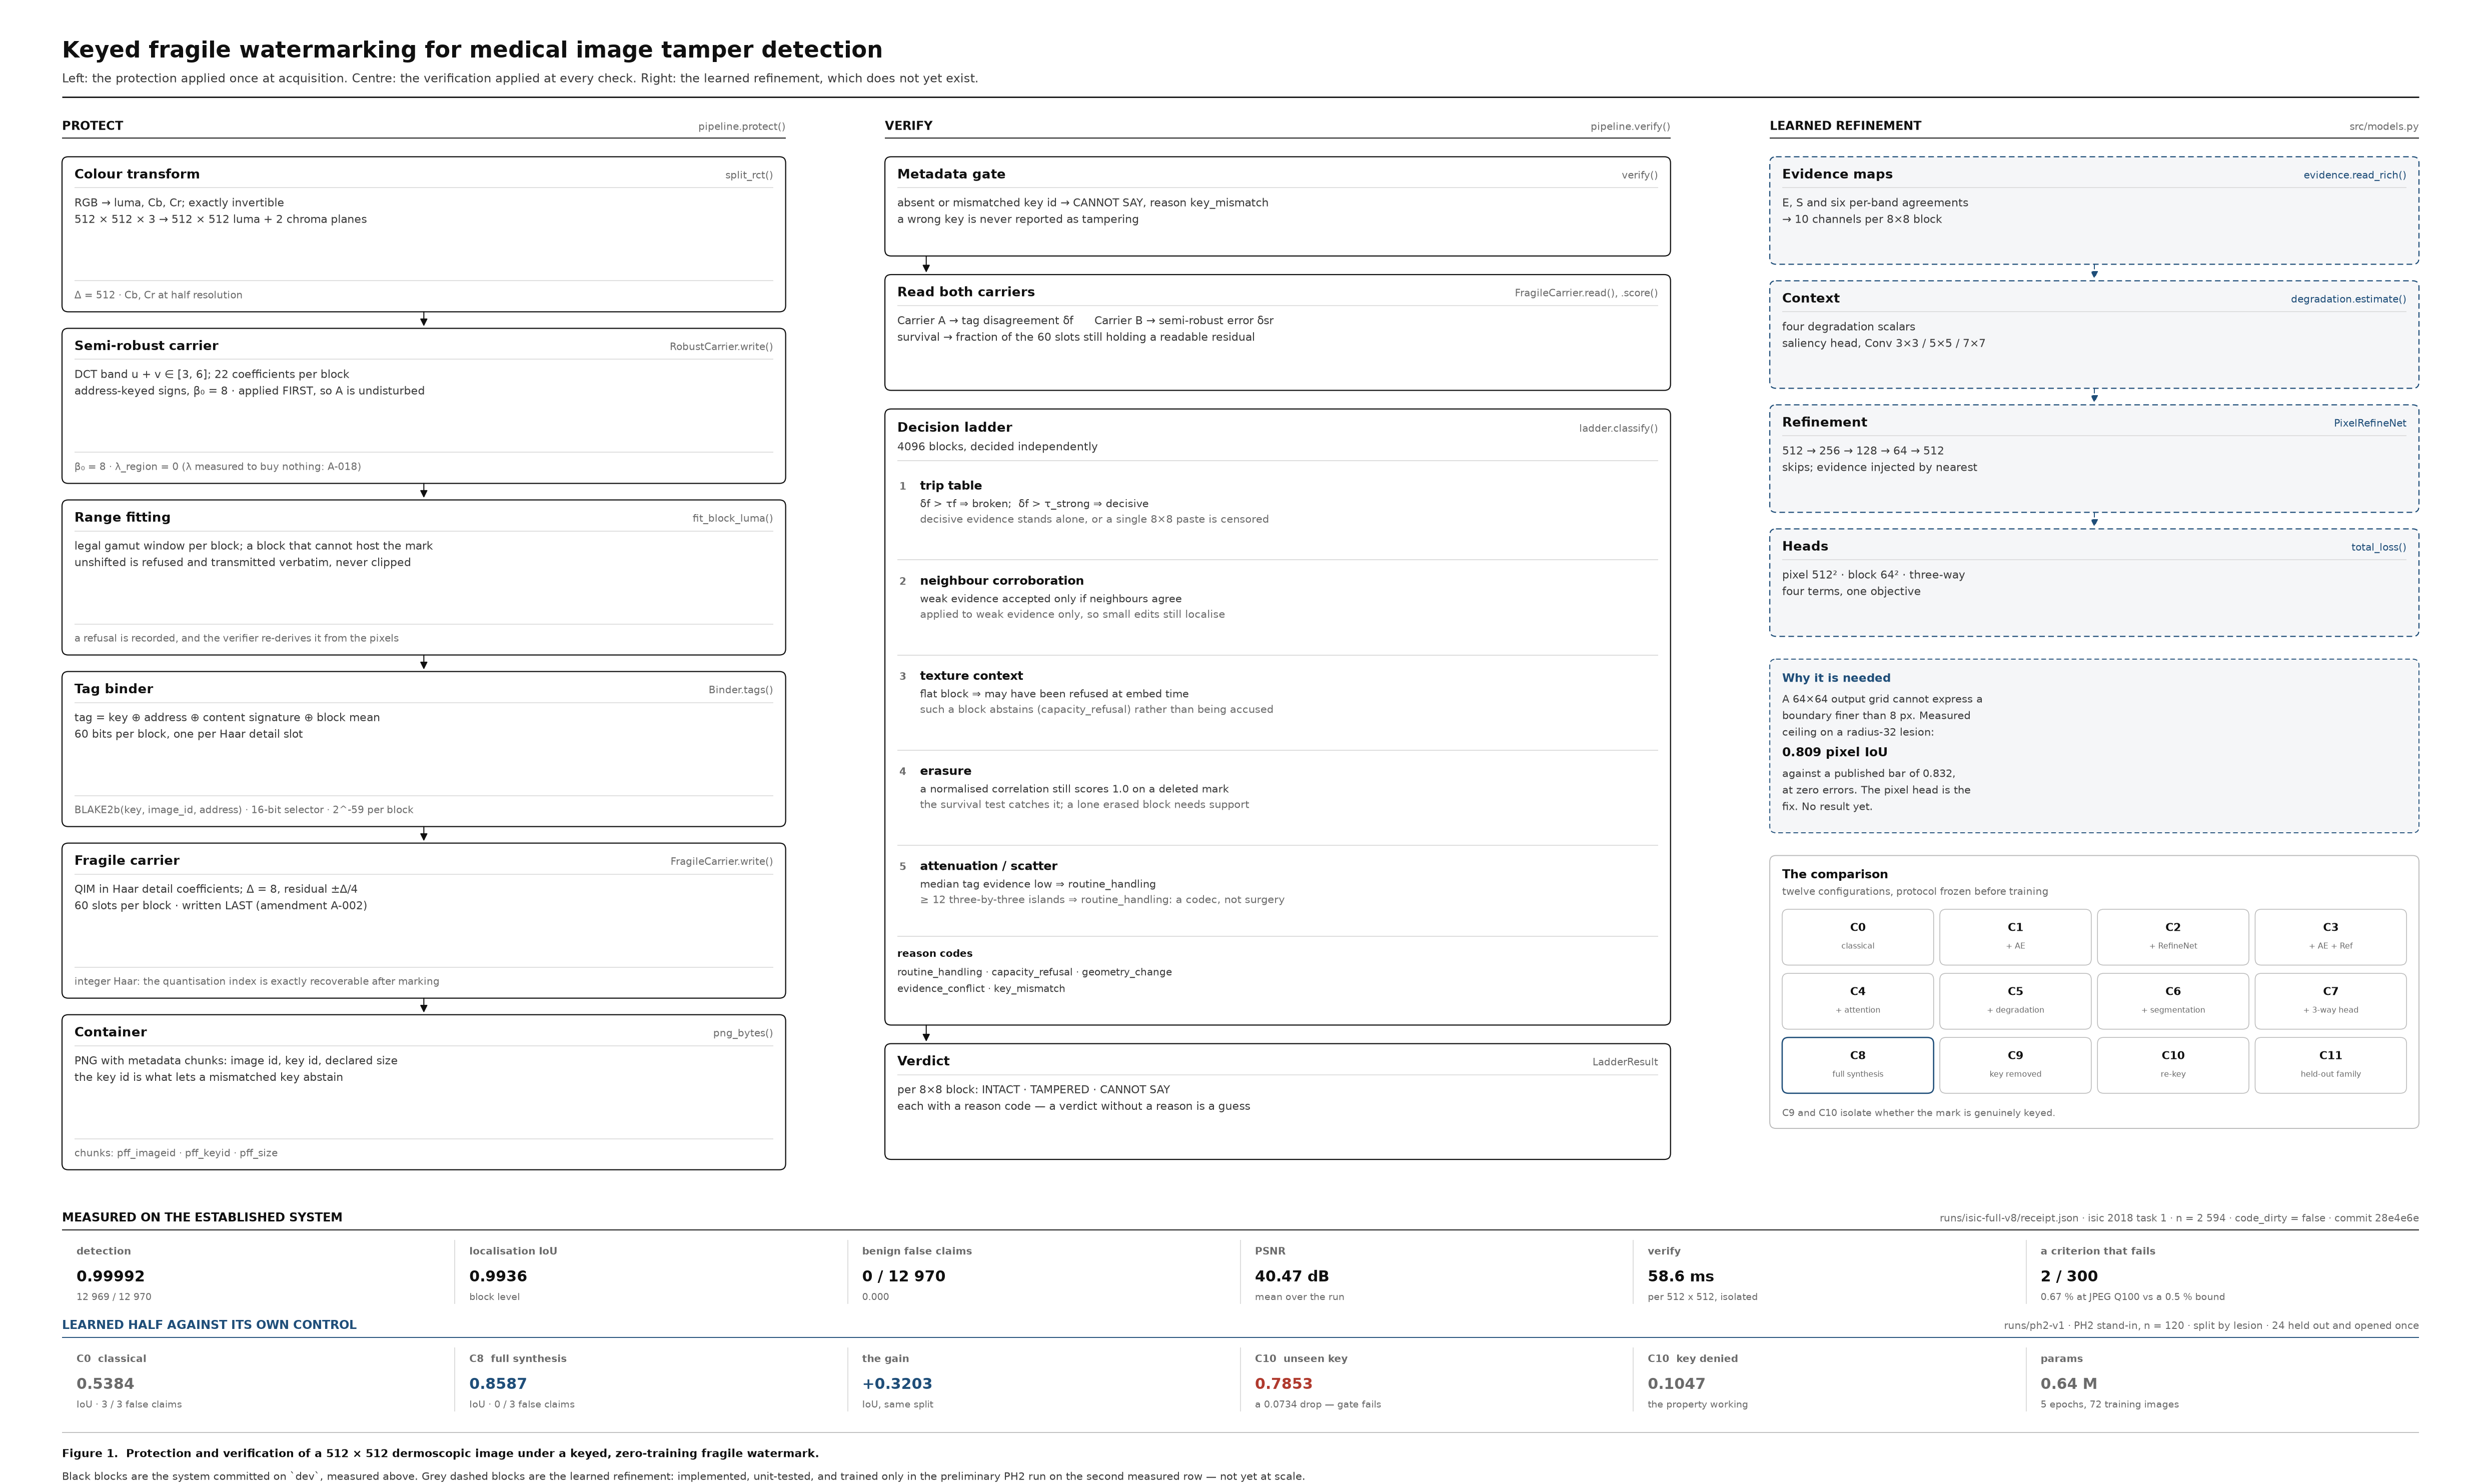 Keyed fragile watermarking for medical image tamper detection
Left: the protection applied once at acquisition. Centre: the verification applied at every check. Right: the learned refinement, which does not yet exist.
PROTECT pipeline.protect()
Colour transform split_rct()
RGB → luma, Cb, Cr; exactly invertible
512 × 512 × 3 → 512 × 512 luma + 2 chroma planes
Δ = 512 · Cb, Cr at half resolution
Semi-robust carrier RobustCarrier.write()
DCT band u + v ∈ [3, 6]; 22 coefficients per block
address-keyed signs, β₀ = 8 · applied FIRST, so A is undisturbed
β₀ = 8 · λ_region = 0 (λ measured to buy nothing: A-018)
Range fitting fit_block_luma()
legal gamut window per block; a block that cannot host the mark
unshifted is refused and transmitted verbatim, never clipped
a refusal is recorded, and the verifier re-derives it from the pixels
Tag binder Binder.tags()
tag = key ⊕ address ⊕ content signature ⊕ block mean
60 bits per block, one per Haar detail slot
BLAKE2b(key, image_id, address) · 16-bit selector · 2^-59 per block
Fragile carrier FragileCarrier.write()
QIM in Haar detail coefficients; Δ = 8, residual ±Δ/4
60 slots per block · written LAST (amendment A-002)
integer Haar: the quantisation index is exactly recoverable after marking
Container png_bytes()
PNG with metadata chunks: image id, key id, declared size
the key id is what lets a mismatched key abstain
chunks: pff_imageid · pff_keyid · pff_size
VERIFY pipeline.verify()
Metadata gate verify()
absent or mismatched key id → CANNOT SAY, reason key_mismatch
a wrong key is never reported as tampering
Read both carriers FragileCarrier.read(), .score()
Carrier A → tag disagreement δf Carrier B → semi-robust error δsr
survival → fraction of the 60 slots still holding a readable residual
Decision ladder ladder.classify()
4096 blocks, decided independently
1 trip table
δf > τf ⇒ broken; δf > τ_strong ⇒ decisive
decisive evidence stands alone, or a single 8×8 paste is censored
2 neighbour corroboration
weak evidence accepted only if neighbours agree
applied to weak evidence only, so small edits still localise
3 texture context
flat block ⇒ may have been refused at embed time
such a block abstains (capacity_refusal) rather than being accused
4 erasure
a normalised correlation still scores 1.0 on a deleted mark
the survival test catches it; a lone erased block needs support
5 attenuation / scatter
median tag evidence low ⇒ routine_handling
≥ 12 three-by-three islands ⇒ routine_handling: a codec, not surgery
reason codes
routine_handling · capacity_refusal · geometry_change
evidence_conflict · key_mismatch
Verdict LadderResult
per 8×8 block: INTACT · TAMPERED · CANNOT SAY
each with a reason code — a verdict without a reason is a guess
LEARNED REFINEMENT src/models.py
Evidence maps evidence.read_rich()
E, S and six per-band agreements
→ 10 channels per 8×8 block
Context degradation.estimate()
four degradation scalars
saliency head, Conv 3×3 / 5×5 / 7×7
Refinement PixelRefineNet
512 → 256 → 128 → 64 → 512
skips; evidence injected by nearest
Heads total_loss()
pixel 512² · block 64² · three-way
four terms, one objective
Why it is needed
A 64×64 output grid cannot express a
boundary finer than 8 px. Measured
ceiling on a radius-32 lesion:
0.809 pixel IoU
against a published bar of 0.832,
at zero errors. The pixel head is the
fix. No result yet.
The comparison
twelve configurations, protocol frozen before training
C0 C1 C2 C3
classical + AE + RefineNet + AE + Ref
C4 C5 C6 C7
+ attention + degradation + segmentation + 3-way head
C8 C9 C10 C11
full synthesis key removed re-key held-out family
C9 and C10 isolate whether the mark is genuinely keyed.
MEASURED ON THE ESTABLISHED SYSTEM runs/isic-full-v8/receipt.json · isic 2018 task 1 · n = 2 594 · code_dirty = false · commit 28e4e6e
detection localisation IoU benign false claims PSNR verify a criterion that fails
0.99992 0.9936 0 / 12 970 40.47 dB 58.6 ms 2 / 300
12 969 / 12 970 block level 0.000 mean over the run per 512 x 512, isolated 0.67 % at JPEG Q100 vs a 0.5 % bound
LEARNED HALF AGAINST ITS OWN CONTROL runs/ph2-v1 · PH2 stand-in, n = 120 · split by lesion · 24 held out and opened once
C0 classical C8 full synthesis the gain C10 unseen key C10 key denied params
0.5384 0.8587 +0.3203 0.7853 0.1047 0.64 M
IoU · 3 / 3 false claims IoU · 0 / 3 false claims IoU, same split a 0.0734 drop — gate fails the property working 5 epochs, 72 training images
Figure 1. Protection and verification of a 512 × 512 dermoscopic image under a keyed, zero-training fragile watermark.
Black blocks are the system committed on `dev`, measured above. Grey dashed blocks are the learned refinement: implemented, unit-tested, and trained only in the preliminary PH2 run on the second measured row — not yet at scale.